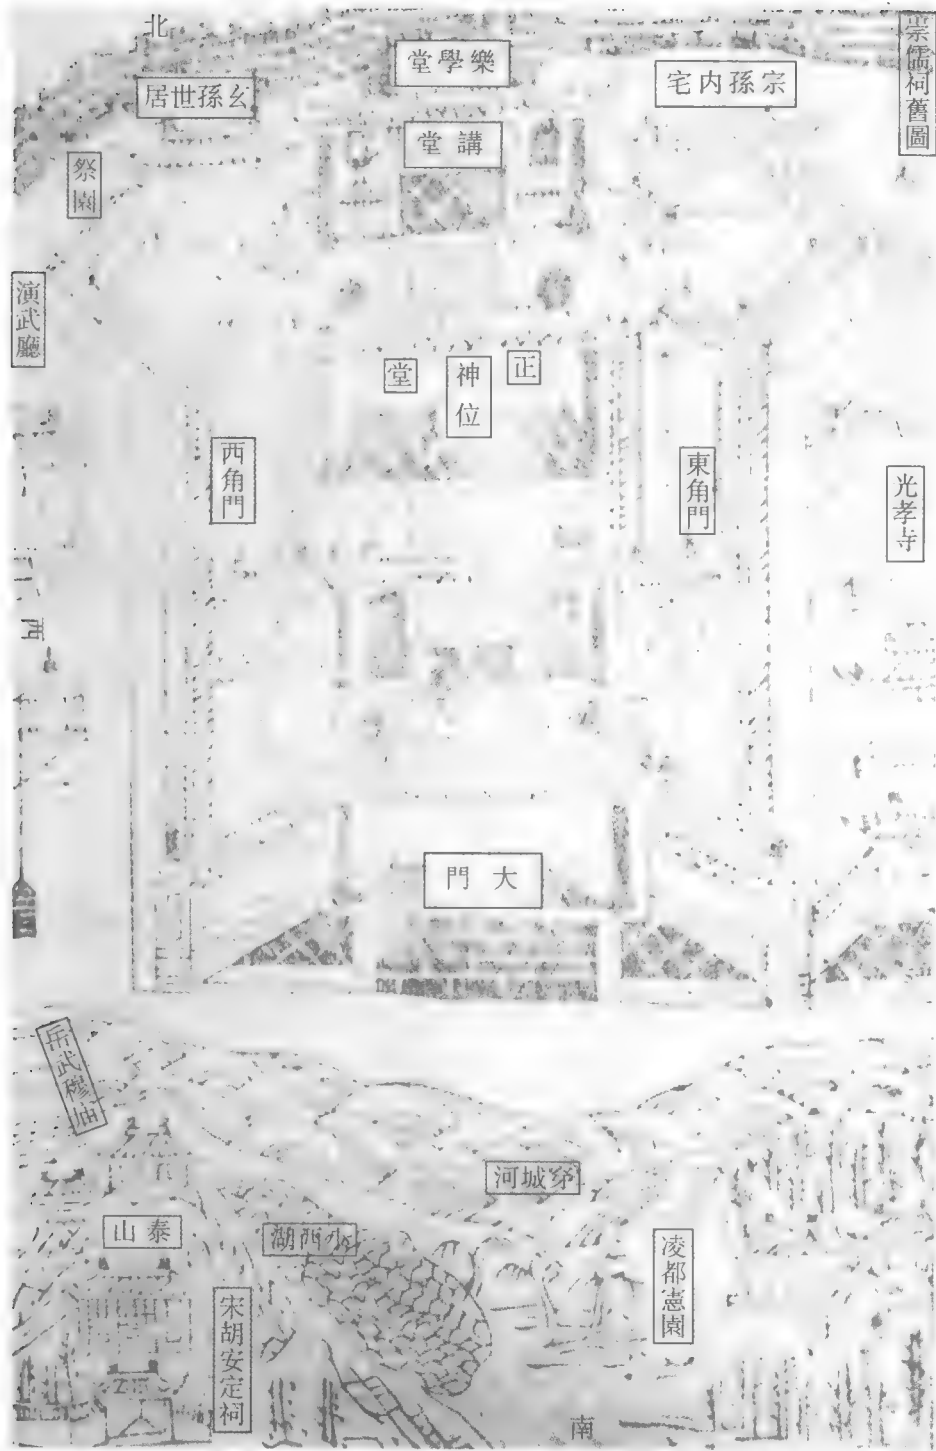 崇儒祠舊圖
北
樂學堂
宗孫內宅
玄孫世居
講堂
祭園
演武廳
正
神位
堂
東角門
西角門
光孝寺
西
大門
岳武穆庙
穿城河
泰山
小西湖
凌都憲園
宋胡安定祠
南